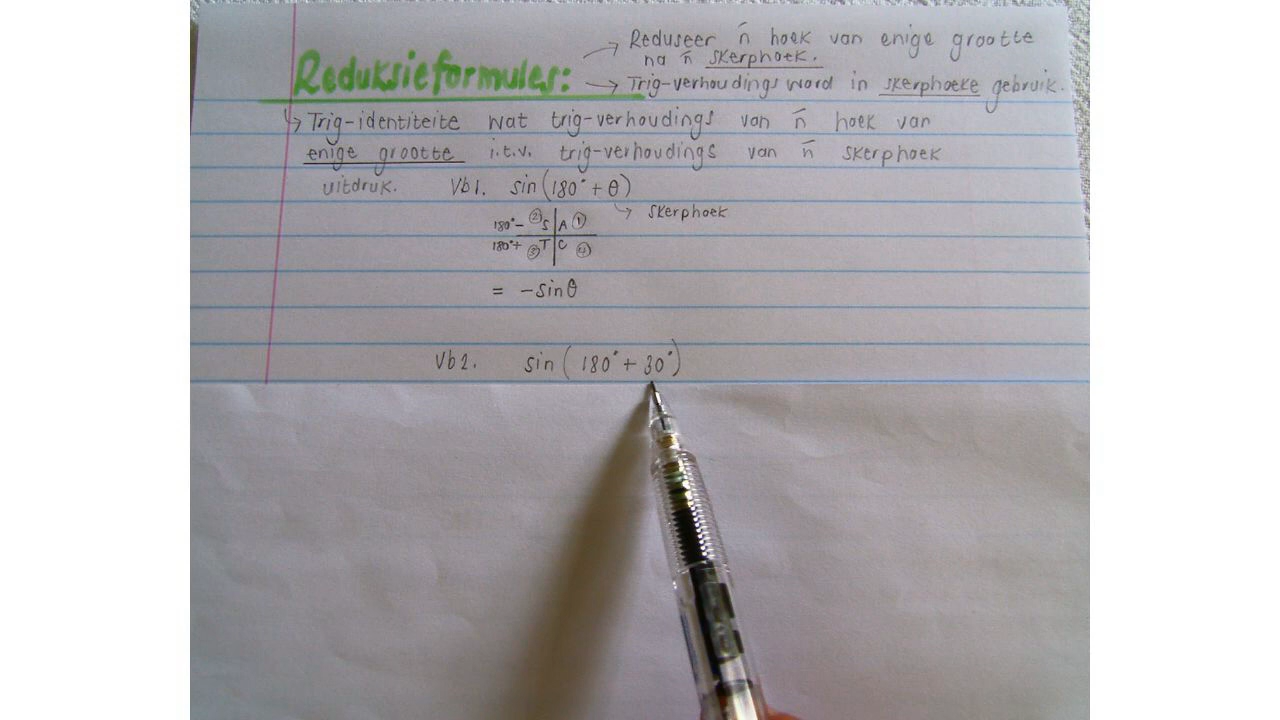 Reduksieformules:
→ Reduseer 'n hoek van enige grootte
na 'n skerphoek.
→ Trig-verhoudings word in skerphoeke gebruik.
↳ Trig-identiteite wat trig-verhoudings van 'n hoek van
enige grootte i.t.v. trig-verhoudings van 'n skerphoek
uitdruk. Vb1. sin(180° + θ)
↳ skerphoek
180°- ② S | A ①
180°+ ③ T | C ④
= -sinθ
Vb2. sin(180° + 30°)